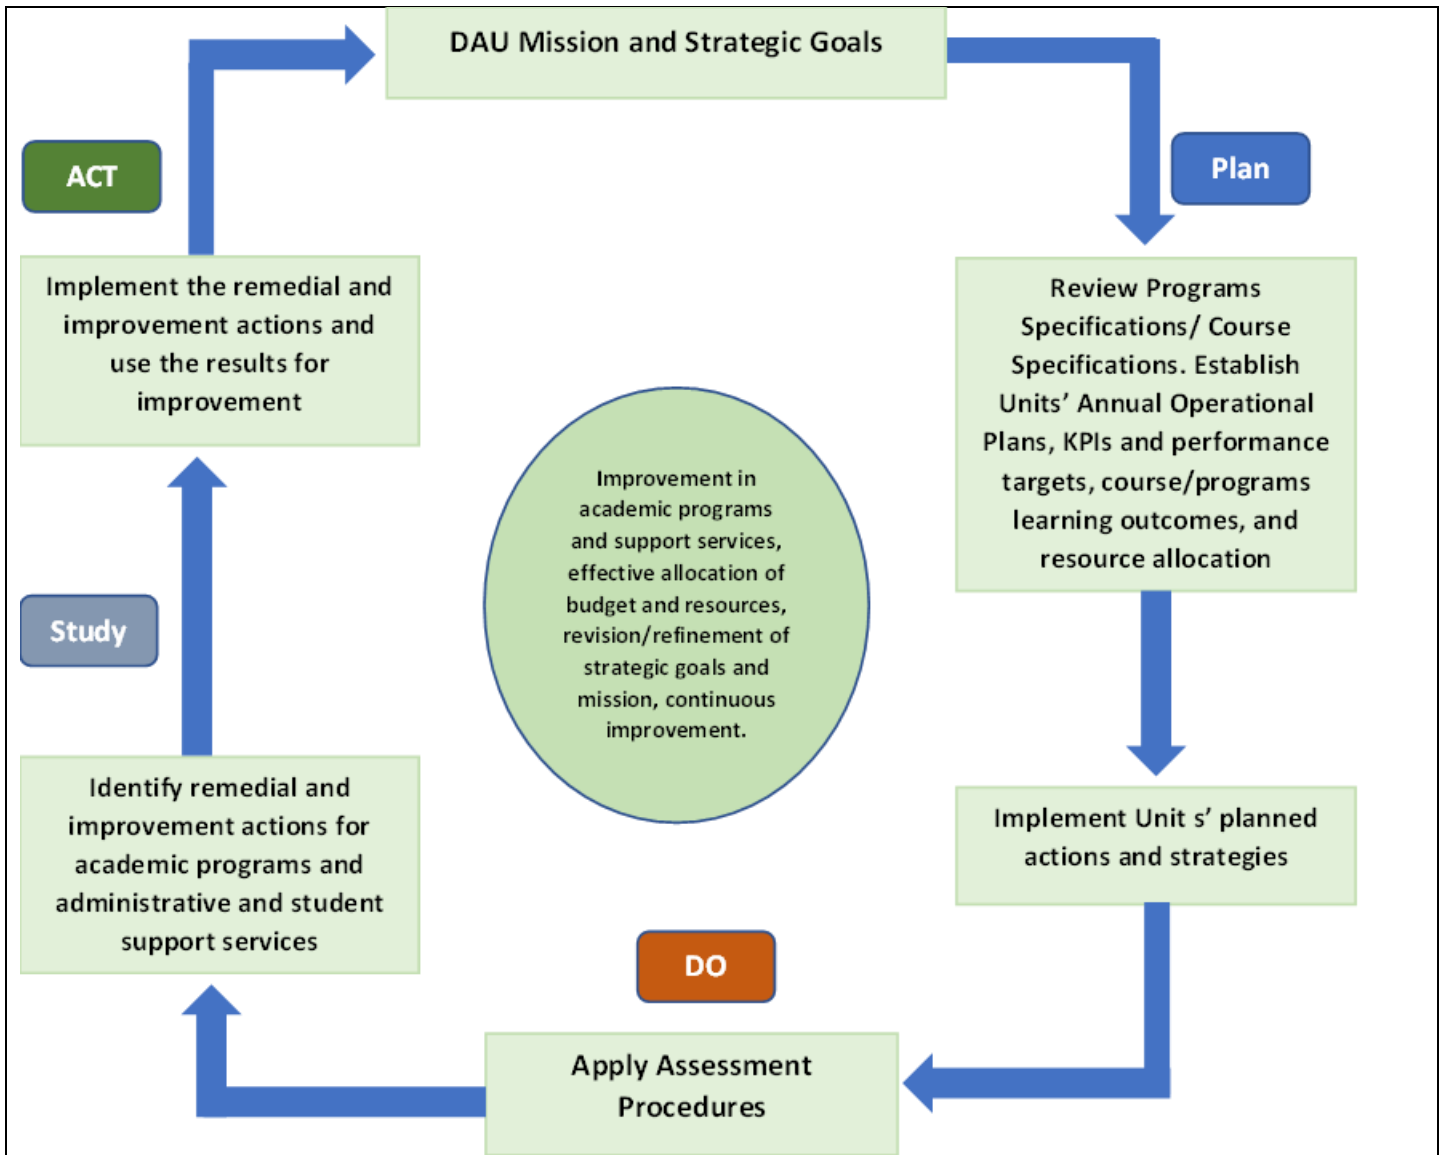 DAU Mission and Strategic Goals
Plan
Review Programs
Specifications/ Course
Specifications. Establish
Units’ Annual Operational
Plans, KPIs and performance
targets, course/programs
learning outcomes, and
resource allocation
Implement Unit s’ planned
actions and strategies
DO
Apply Assessment
Procedures
Identify remedial and
improvement actions for
academic programs and
administrative and student
support services
Study
Implement the remedial and
improvement actions and
use the results for
improvement
ACT
Improvement in
academic programs
and support services,
effective allocation of
budget and resources,
revision/refinement of
strategic goals and
mission, continuous
improvement.